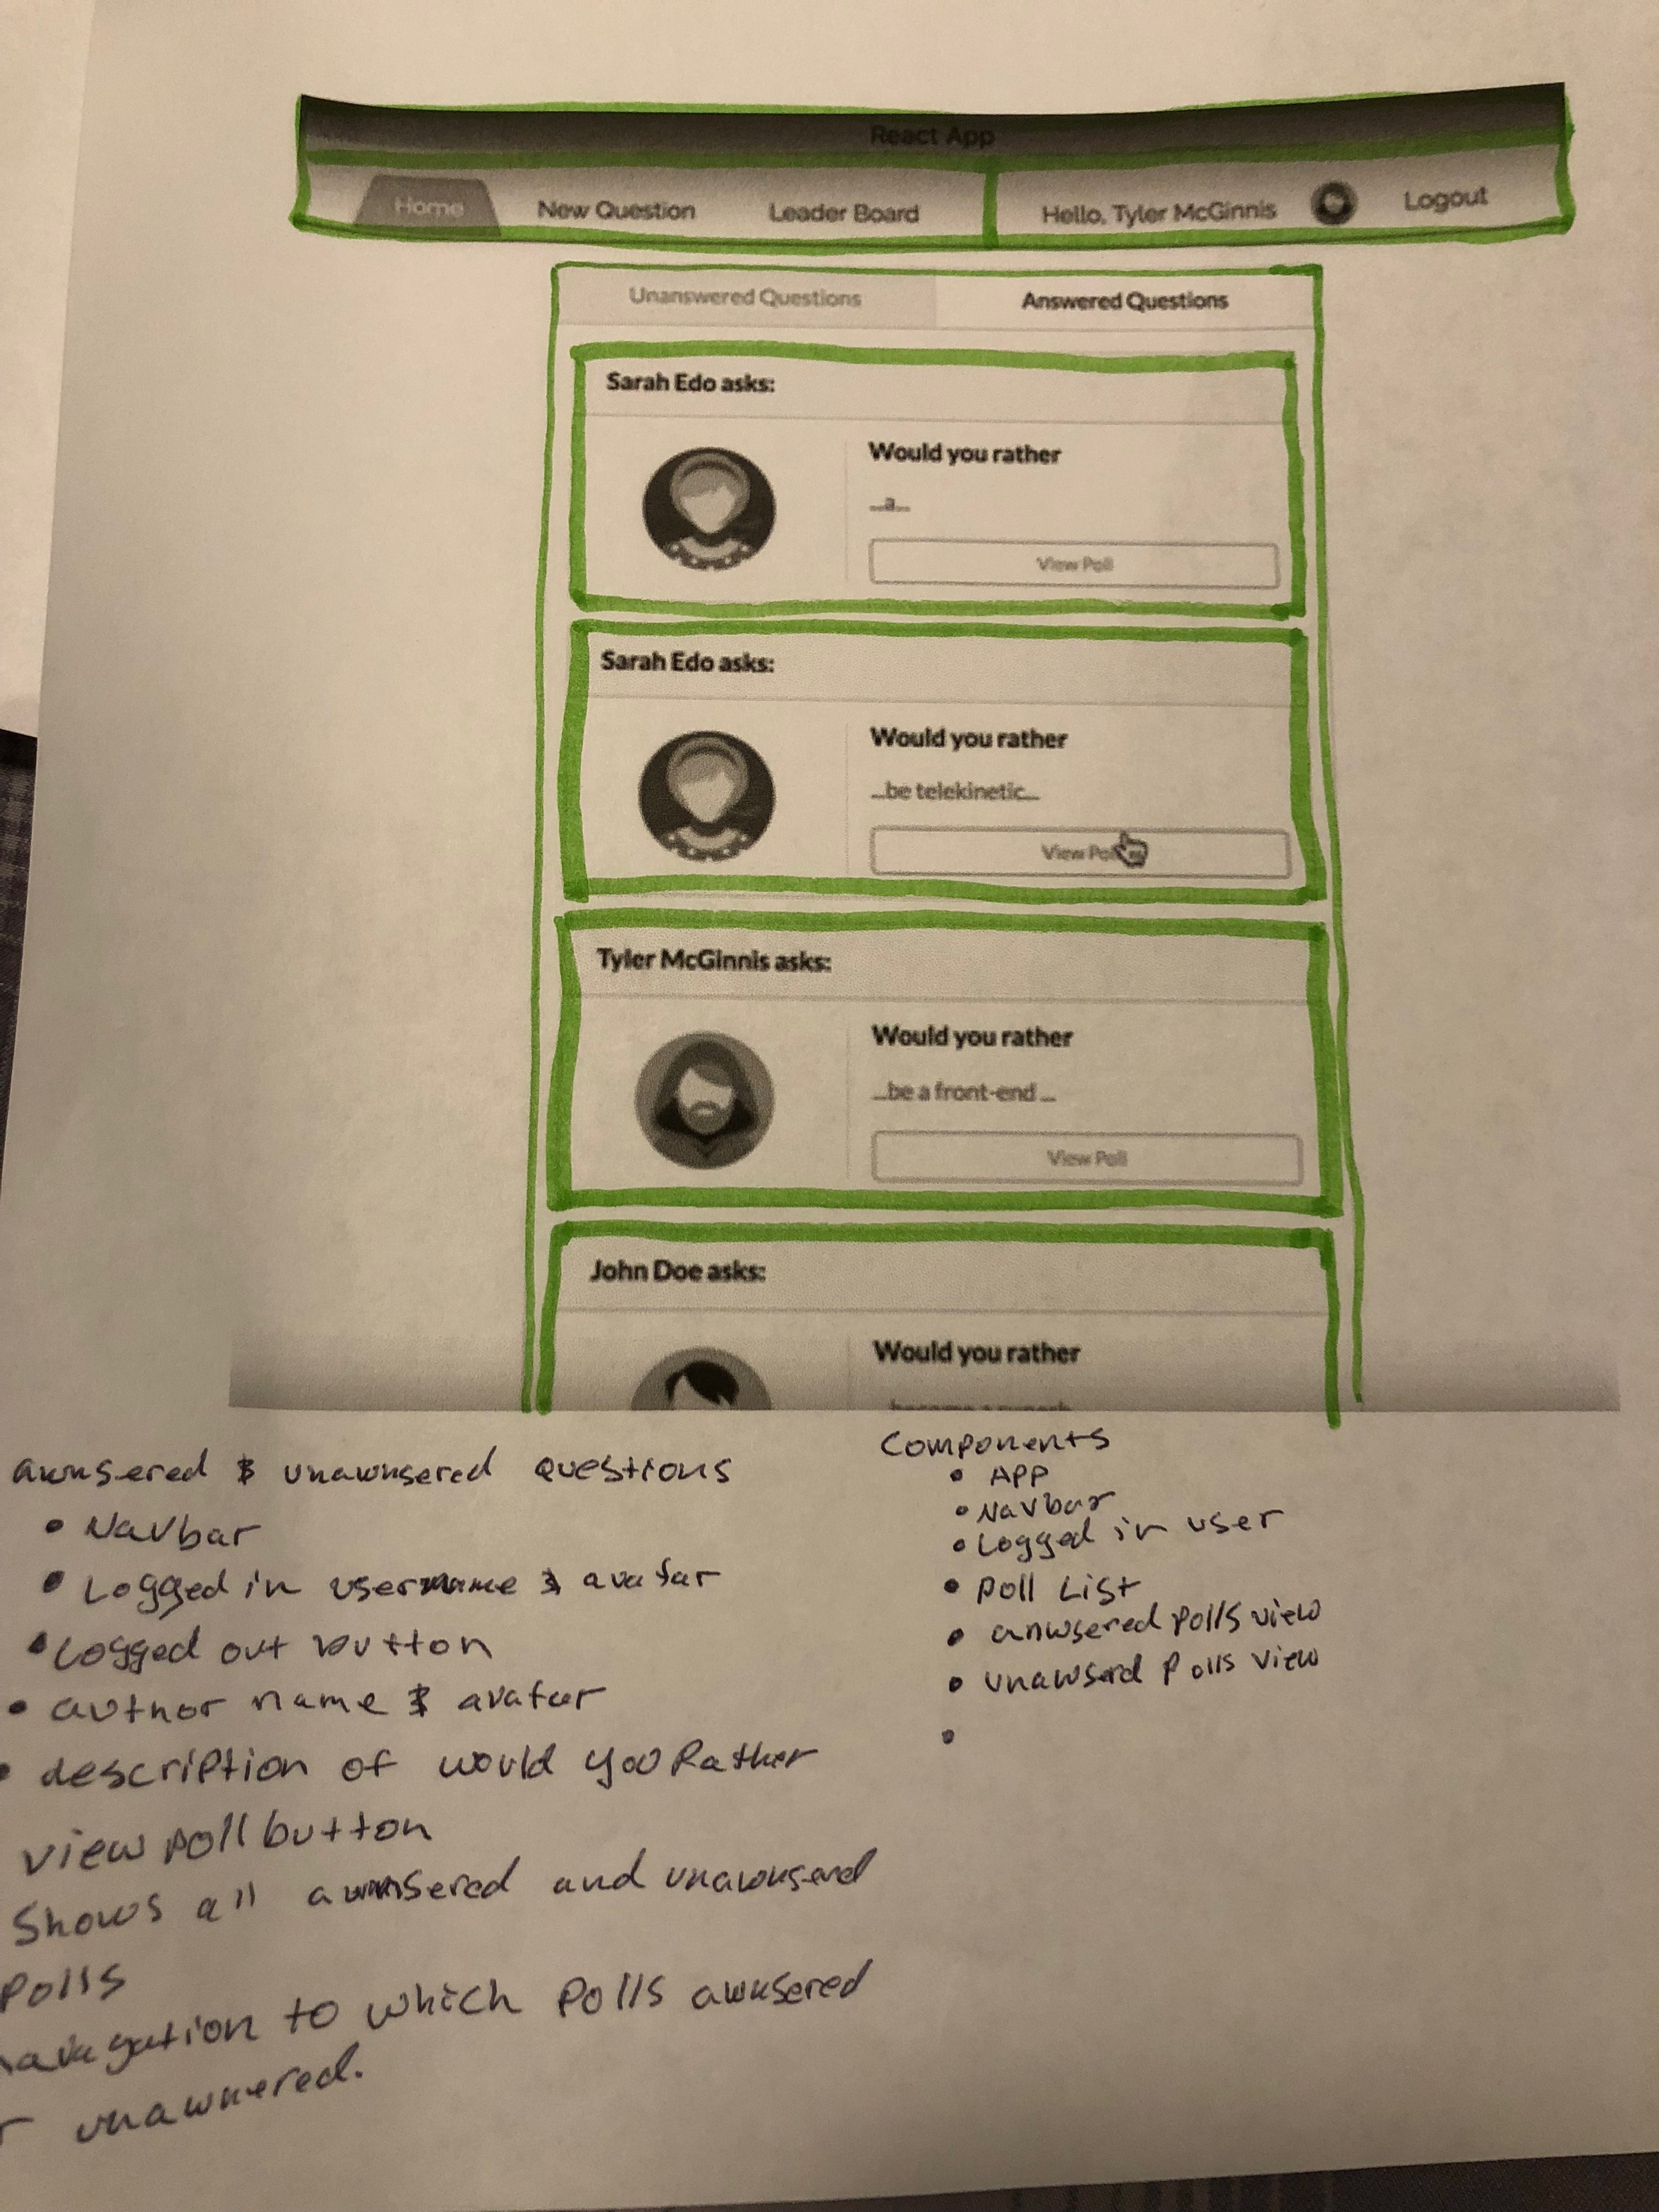 React App
Home New Question Leader Board Hello, Tyler McGinnis Logout
Unanswered Questions Answered Questions
Sarah Edo asks:
Would you rather
...a...
View Poll
Sarah Edo asks:
Would you rather
...be telekinetic...
View Poll
Tyler McGinnis asks:
Would you rather
...be a front-end ...
View Poll
John Doe asks:
Would you rather
awnsered & unawnsered questions
• Navbar
• Logged in username & avatar
• Logged out button
• author name & avatar
• description of would you Rather
view poll button
Shows all awnsered and unawnsered
Polls
navagation to which Polls awnsered
unawnered.
Components
• APP
• Navbar
• Logged in user
• Poll List
• anwsered polls view
• unawserd Polls view
•